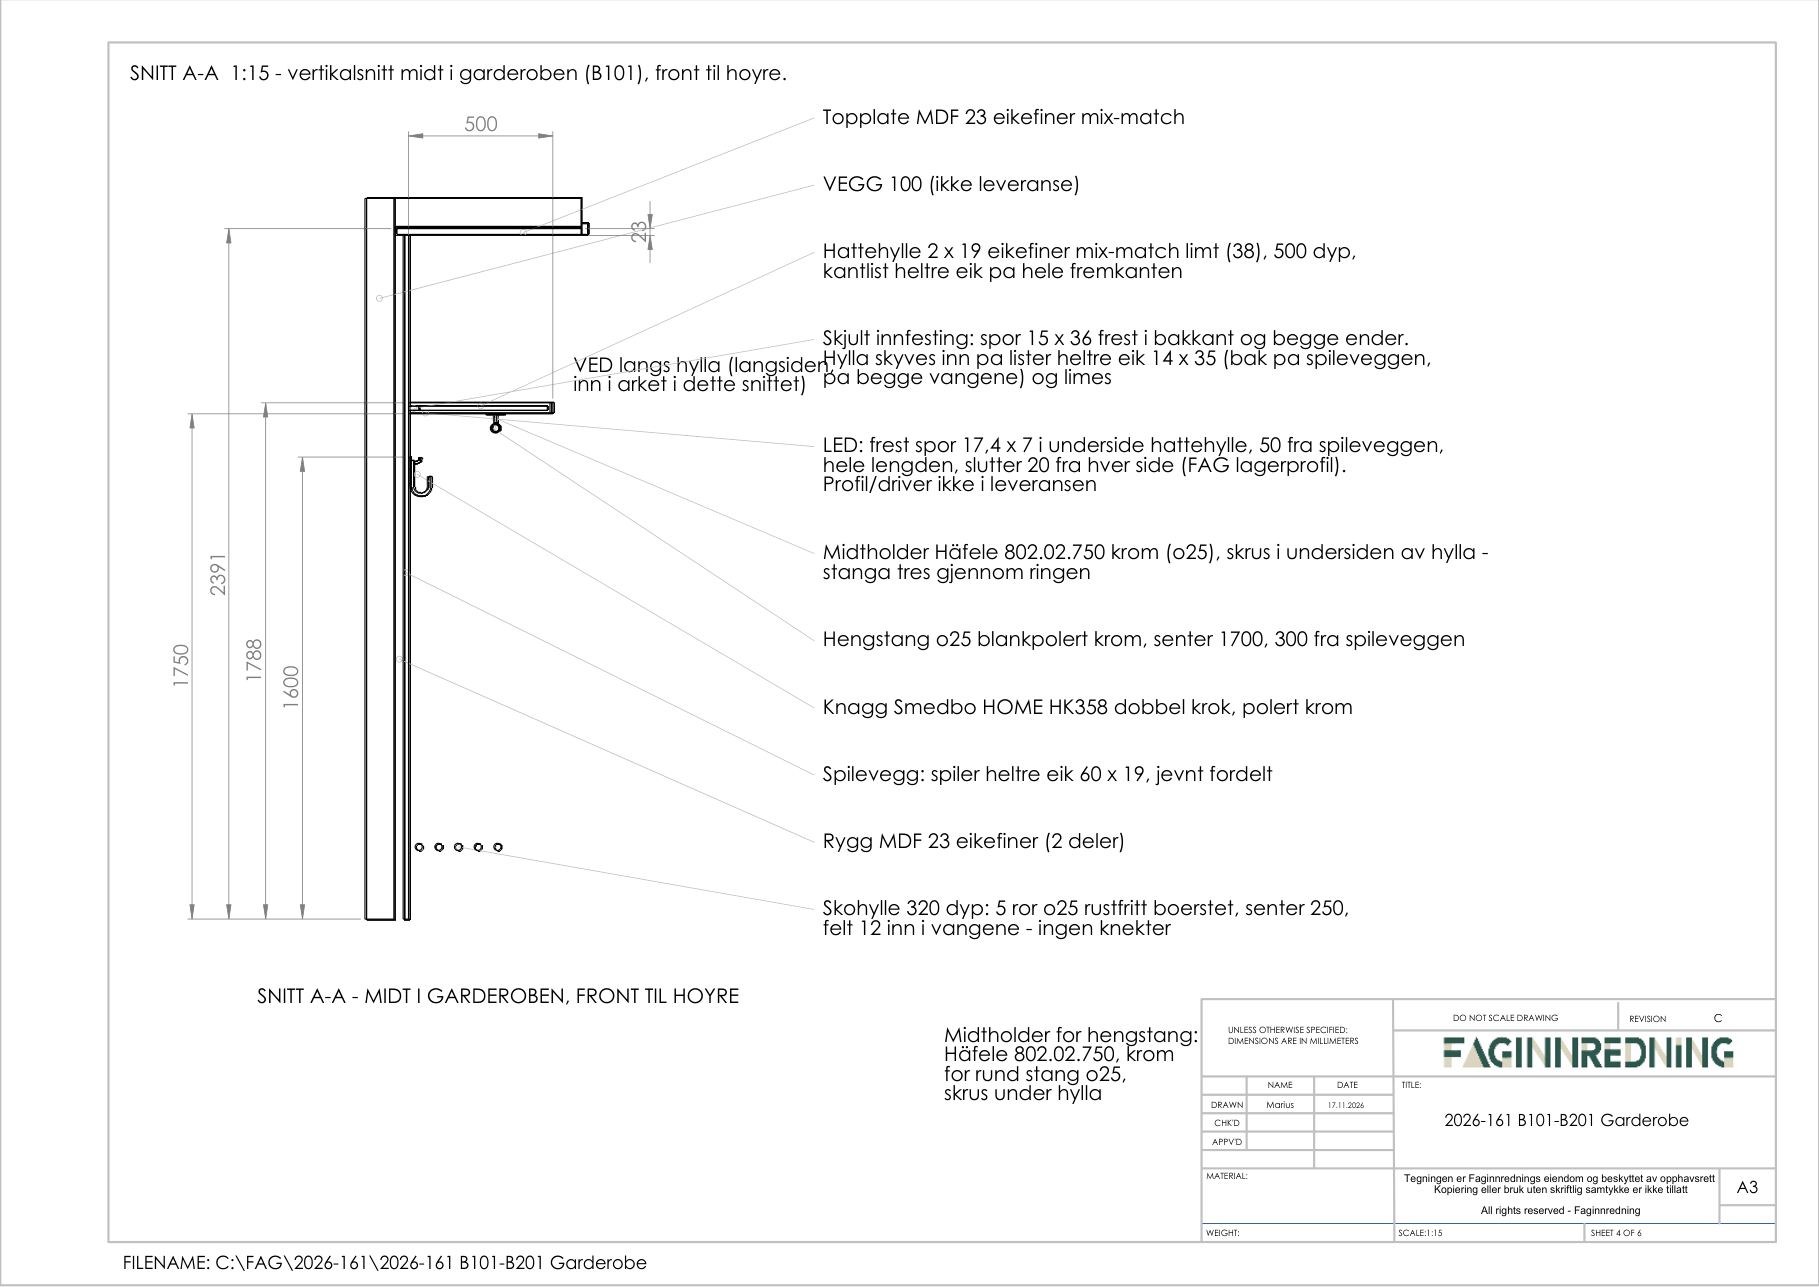 SNITT A-A 1:15 - vertikalsnitt midt i garderoben (B101), front til hoyre.
500
Topplate MDF 23 eikefiner mix-match
VEGG 100 (ikke leveranse)
23
Hattehylle 2 x 19 eikefiner mix-match limt (38), 500 dyp,
kantlist heltre eik pa hele fremkanten
Skjult innfesting: spor 15 x 36 frest i bakkant og begge ender.
Hylla skyves inn pa lister heltre eik 14 x 35 (bak pa spileveggen,
pa begge vangene) og limes
VED langs hylla (langsiden,
inn i arket i dette snittet)
LED: frest spor 17,4 x 7 i underside hattehylle, 50 fra spileveggen,
hele lengden, slutter 20 fra hver side (FAG lagerprofil).
Profil/driver ikke i leveransen
Midtholder Häfele 802.02.750 krom (o25), skrus i undersiden av hylla -
stanga tres gjennom ringen
2391
1750
1788
1600
Hengstang o25 blankpolert krom, senter 1700, 300 fra spileveggen
Knagg Smedbo HOME HK358 dobbel krok, polert krom
Spilevegg: spiler heltre eik 60 x 19, jevnt fordelt
Rygg MDF 23 eikefiner (2 deler)
Skohylle 320 dyp: 5 ror o25 rustfritt boerstet, senter 250,
felt 12 inn i vangene - ingen knekter
SNITT A-A - MIDT I GARDEROBEN, FRONT TIL HOYRE
Midtholder for hengstang:
Häfele 802.02.750, krom
for rund stang o25,
skrus under hylla
UNLESS OTHERWISE SPECIFIED:
DIMENSIONS ARE IN MILLIMETERS
DO NOT SCALE DRAWING
REVISION C
FAGINNREDNING
NAME DATE
DRAWN Marius 17.11.2026
CHK'D
APPV'D
TITLE:
2026-161 B101-B201 Garderobe
MATERIAL:
Tegningen er Faginnrednings eiendom og beskyttet av opphavsrett
Kopiering eller bruk uten skriftlig samtykke er ikke tillatt
All rights reserved - Faginnredning
A3
WEIGHT:
SCALE:1:15
SHEET 4 OF 6
FILENAME: C:\FAG\2026-161\2026-161 B101-B201 Garderobe